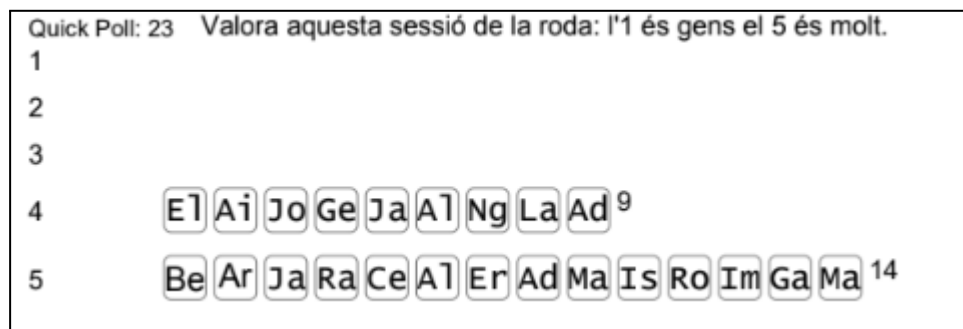 Quick Poll: 23 Valora aquesta sessió de la roda: l'1 és gens el 5 és molt.
1
2
3
4 El Ai Jo Ge Ja Al Ng La Ad 9
5 Be Ar Ja Ra Ce Al Er Ad Ma Is Ro Im Ga Ma 14